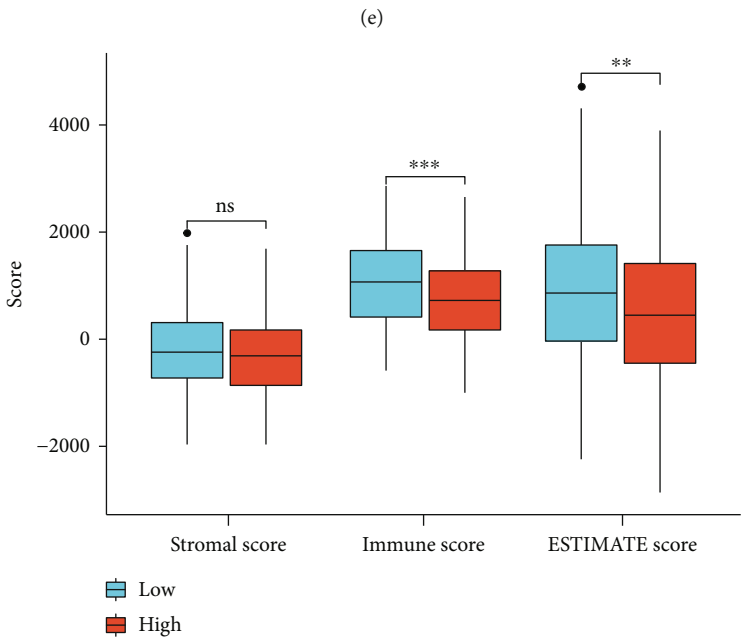 (e)
**
4000
***
ns
2000
Score
0
−2000
Stromal score Immune score ESTIMATE score
Low
High